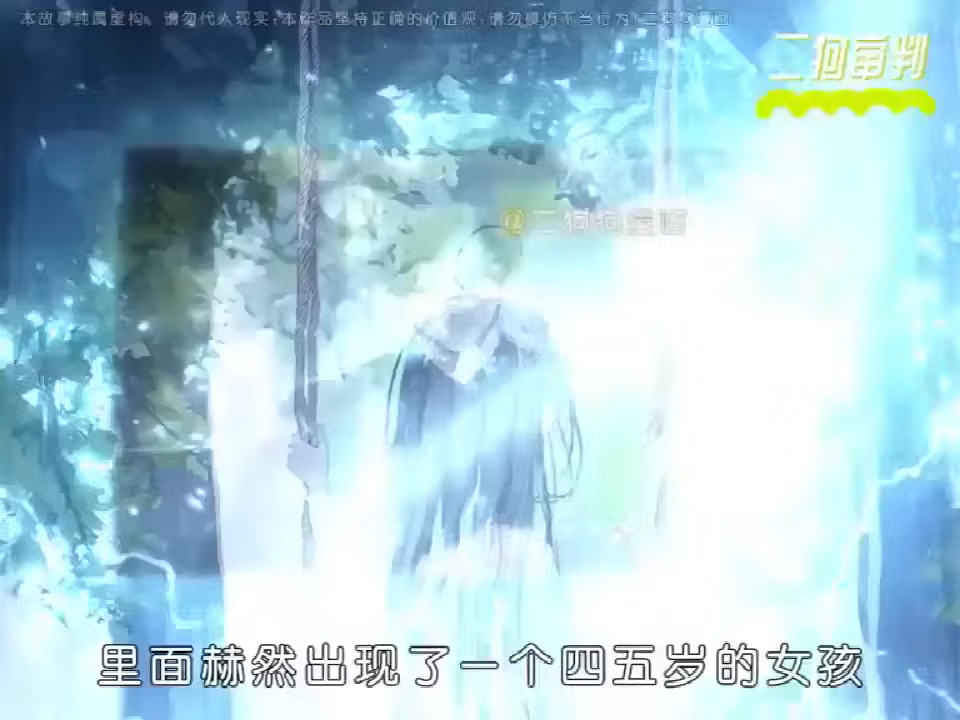 本故事纯属虚构，请勿代入现实，本作品坚持正确的价值观，请勿模仿不当行为
二狗审判
里面赫然出现了一个四五岁的女孩